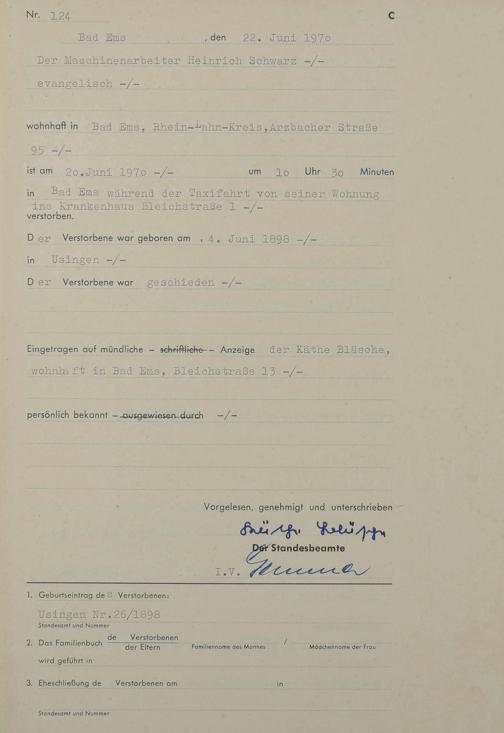 Nr. 124 C
Bad Ems , den 22. Juni 1970
Der Maschinenarbeiter Heinrich Schwarz -/-
evangelisch -/-
wohnhaft in Bad Ems, Rhein-Lahn-Kreis,Arzbacher Straße
95 -/-
ist am 20.Juni 1970 -/- um 10 Uhr 30 Minuten
in Bad Ems während der Taxifahrt von seiner Wohnung
ins Krankenhaus Bleichstraße 1 -/-
verstorben.
Der Verstorbene war geboren am 4. Juni 1898 -/-
in Usingen -/-
Der Verstorbene war geschieden -/-
Eingetragen auf mündliche – schriftliche – Anzeige der Käthe Bläsche,
wohnhaft in Bad Ems, Bleichstraße 13 -/-
persönlich bekannt – ausgewiesen durch -/-
Vorgelesen, genehmigt und unterschrieben
Der Standesbeamte
I.V.
1. Geburtseintrag des Verstorbenen:
Usingen Nr.26/1898
Standesamt und Nummer
2. Das Familienbuch de Verstorbenen
der Eltern Familienname des Mannes / Mädchenname der Frau
wird geführt in
3. Eheschließung de Verstorbenen am in
Standesamt und Nummer